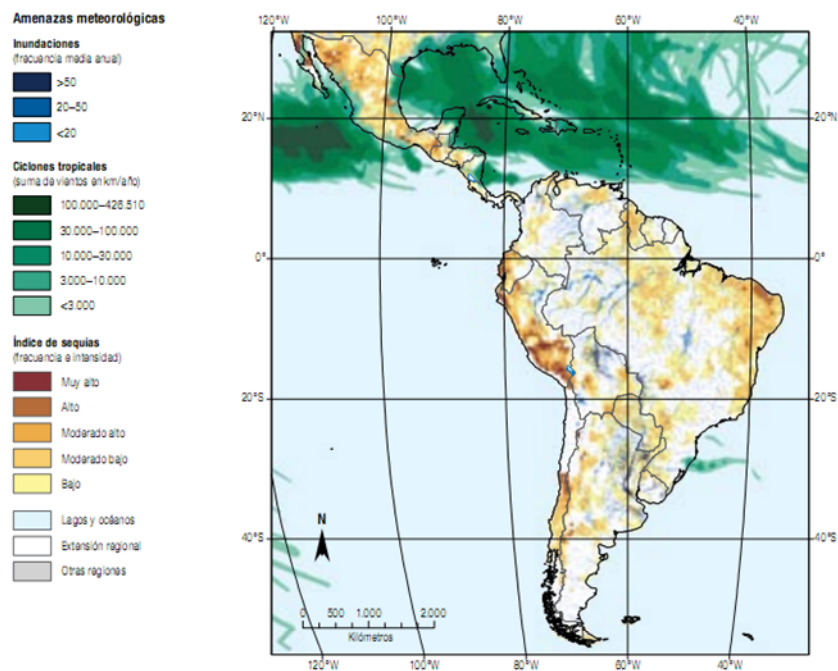 Amenazas meteorológicas
Inundaciones
(frecuencia media anual)
>50
20–50
<20
Ciclones tropicales
(suma de vientos en km/año)
100.000–426.510
30.000–100.000
10.000–30.000
3.000–10.000
<3.000
Índice de sequías
(frecuencia e intensidad)
Muy alto
Alto
Moderado alto
Moderado bajo
Bajo
Lagos y océanos
Extensión regional
Otras regiones
120°W 100°W 80°W 60°W 40°W
20°N 20°N
0° 0°
20°S 20°S
40°S 40°S
N
0 500 1.000 2.000
Kilómetros
120°W 100°W 80°W 60°W 40°W